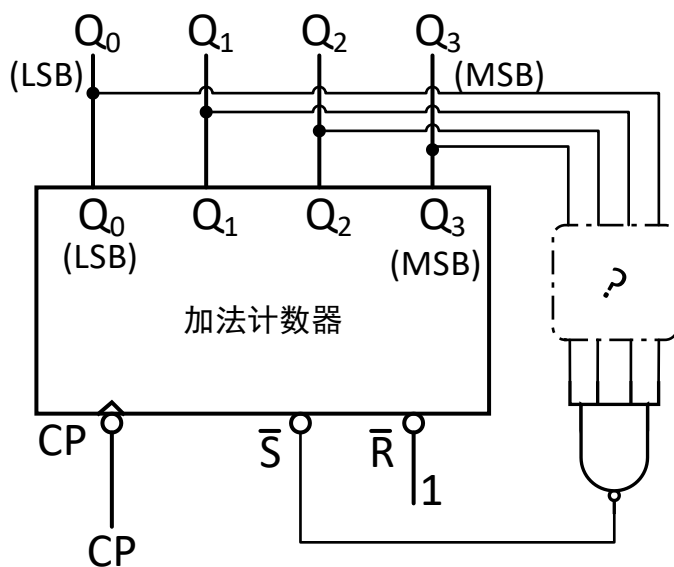 Q₀ Q₁ Q₂ Q₃
(LSB) (MSB)
Q₀ Q₁ Q₂ Q₃
(LSB) (MSB)
?
加法计数器
CP S̅ R̅
1
CP